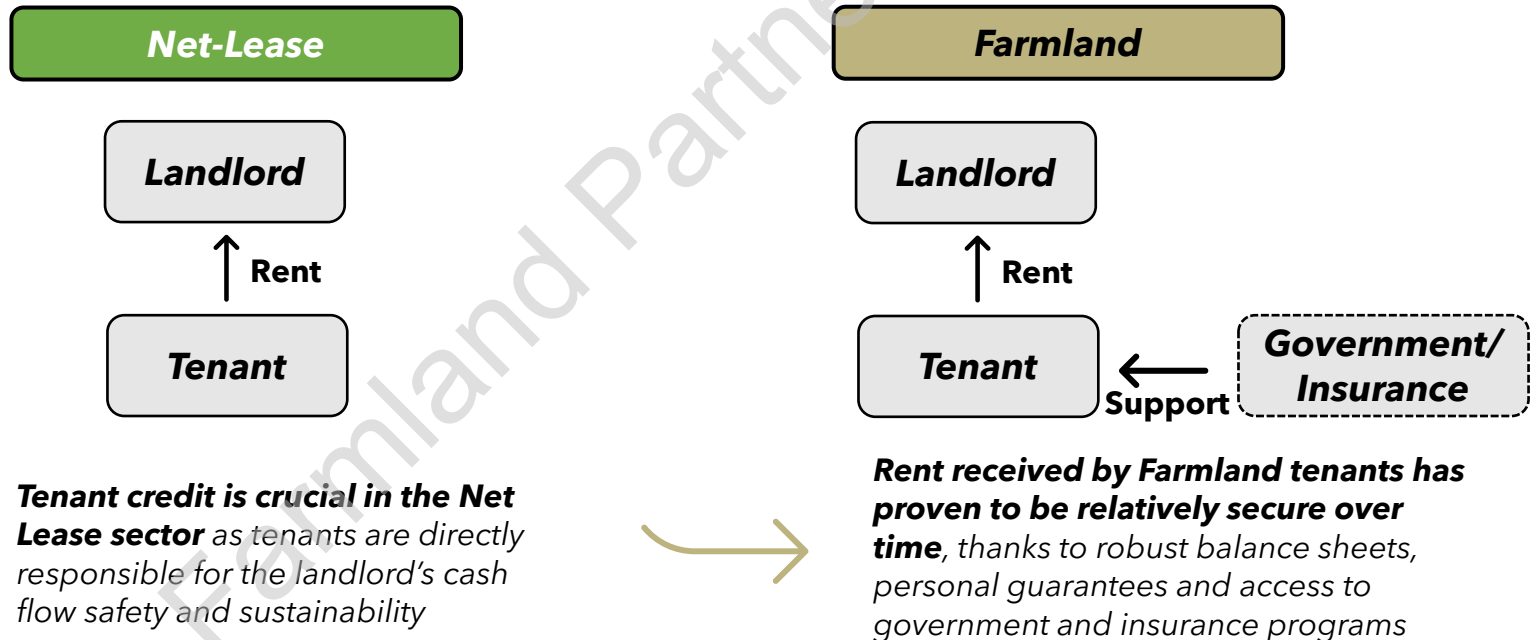 Net-Lease
Landlord
Rent
Tenant
Tenant credit is crucial in the Net
Lease sector as tenants are directly
responsible for the landlord's cash
flow safety and sustainability
Farmland
Landlord
Rent
Tenant
Support
Government/
Insurance
Rent received by Farmland tenants has
proven to be relatively secure over
time, thanks to robust balance sheets,
personal guarantees and access to
government and insurance programs
Farmland Partne